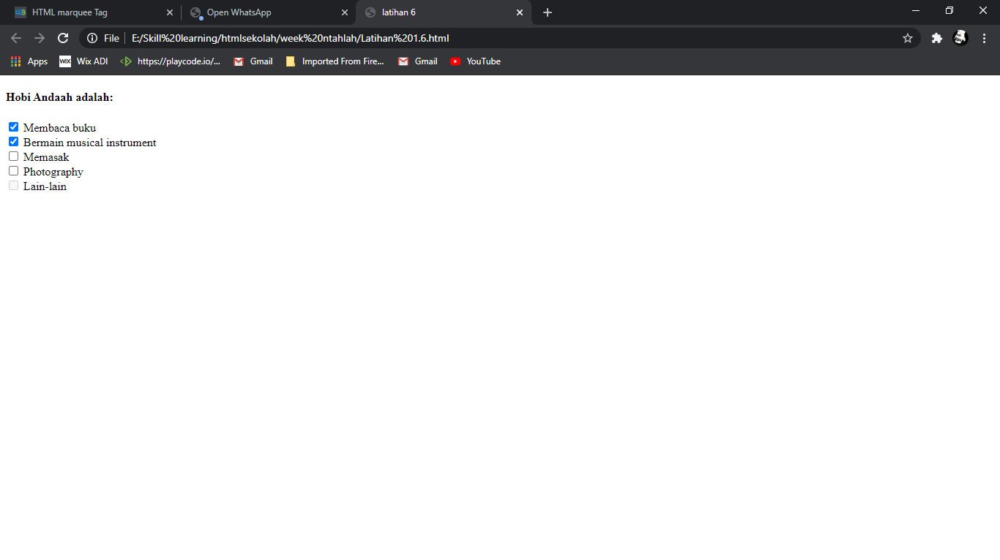 HTML marquee Tag
Open WhatsApp
latihan 6
File E:/Skill%20learning/htmlsekolah/week%20ntahlah/Latihan%201.6.html
Apps WIX Wix ADI https://playcode.io/... Gmail Imported From Fire... Gmail YouTube
Hobi Andaah adalah:
Membaca buku
Bermain musical instrument
Memasak
Photography
Lain-lain